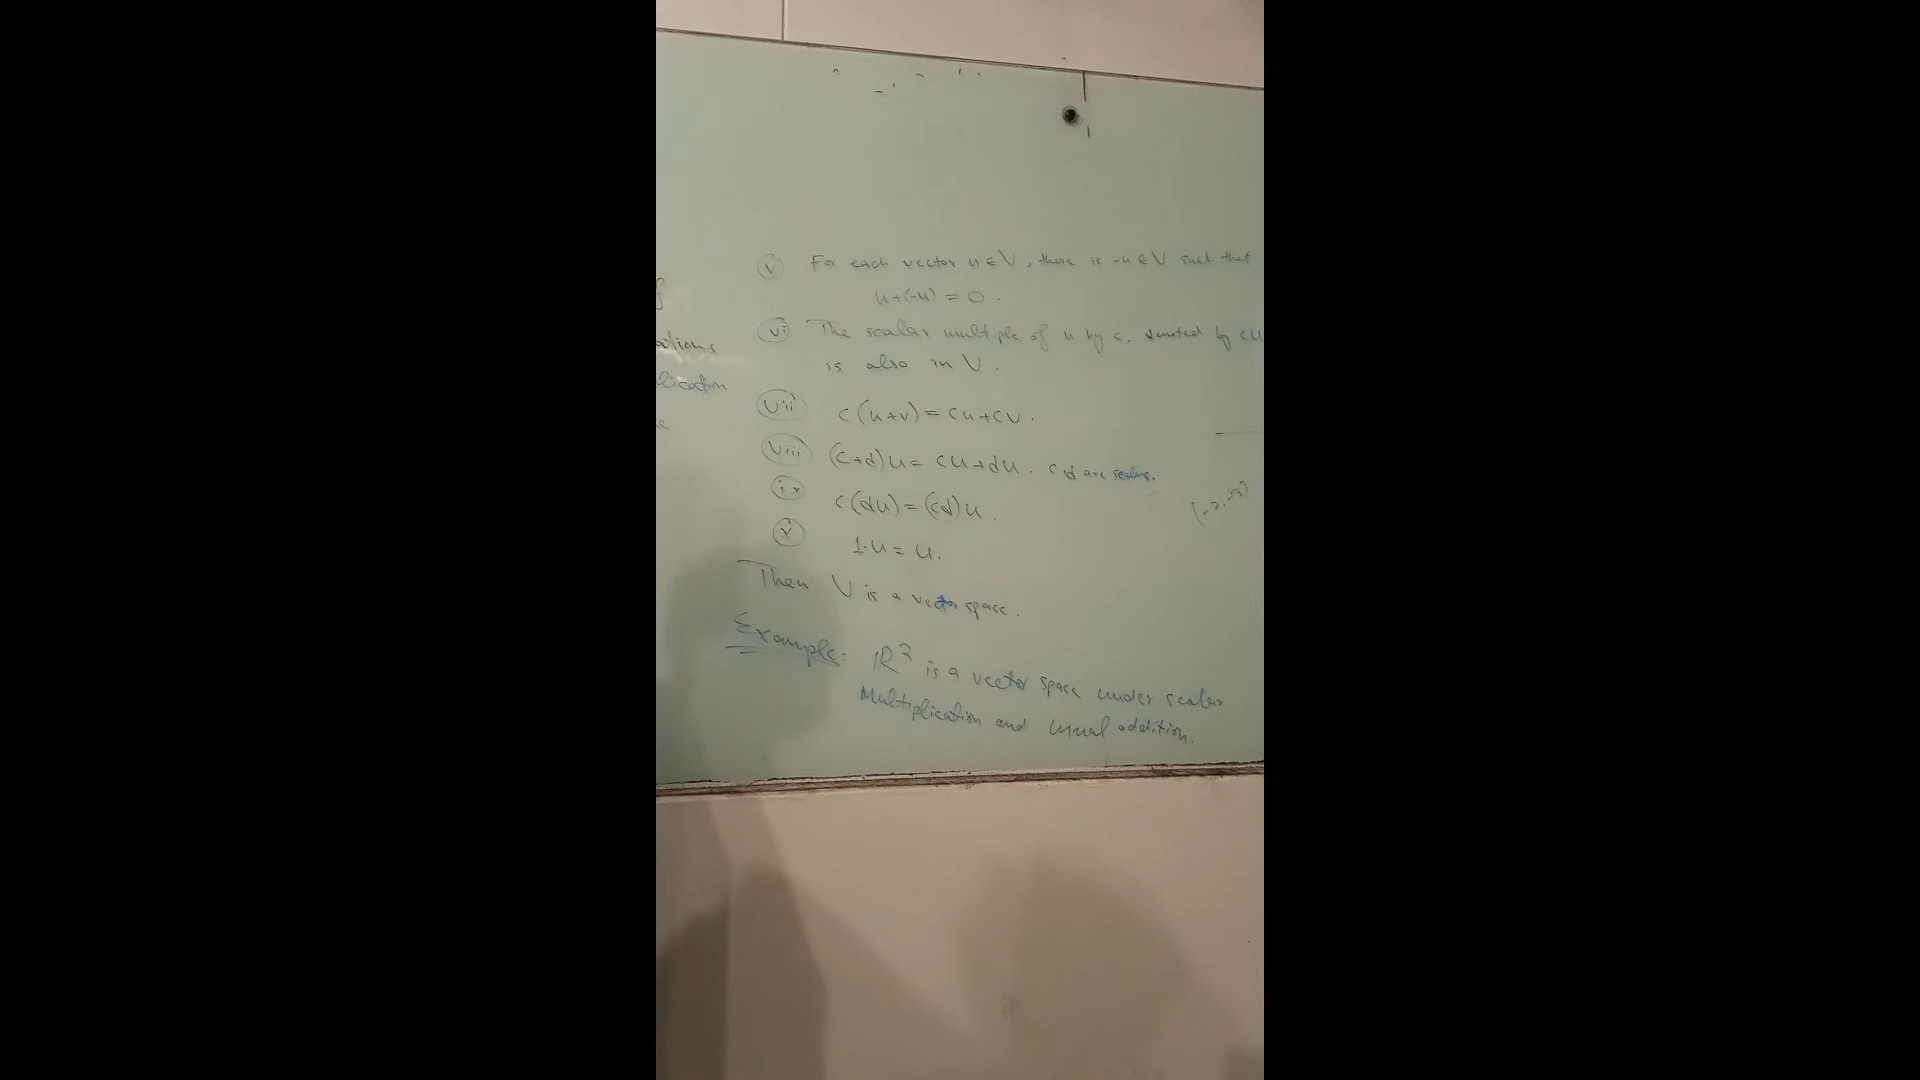 f
ations
lication
e
(v) For each vector u ∈ V, there is -u ∈ V such that
u+(-u) = 0.
(vi) The scalar multiple of u by c, denoted by cu
is also in V.
(vii) c(u+v) = cu+cv.
(viii) (c+d)u = cu+du. c,d are scalars.
(ix) c(du) = (cd)u.
(x) 1·u = u.
Then V is a vector space.
Example: ℝ² is a vector space under scalar
Multiplication and usual addition.